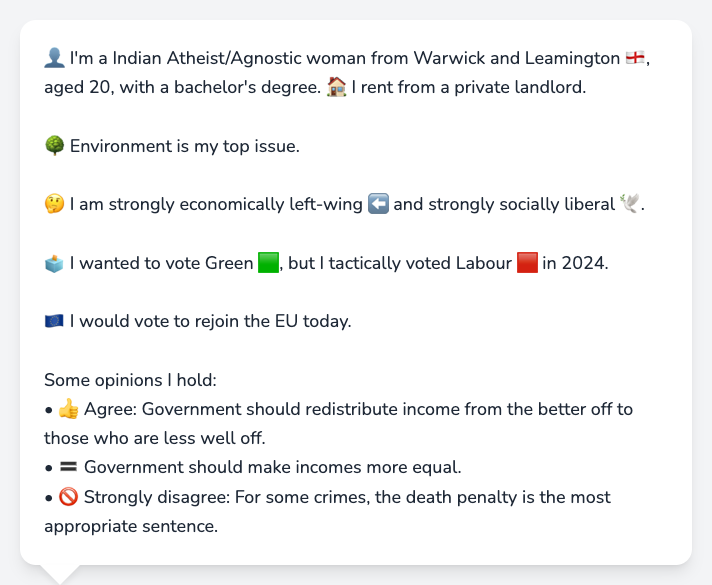 👤 I'm a Indian Atheist/Agnostic woman from Warwick and Leamington 🏴󠁧󠁢󠁥󠁮󠁧󠁿,
aged 20, with a bachelor's degree. 🏠 I rent from a private landlord.
🌳 Environment is my top issue.
🤔 I am strongly economically left-wing ⬅️ and strongly socially liberal 🕊️.
🗳️ I wanted to vote Green 🟩, but I tactically voted Labour 🟥 in 2024.
🇪🇺 I would vote to rejoin the EU today.
Some opinions I hold:
• 👍 Agree: Government should redistribute income from the better off to
those who are less well off.
• 🟰 Government should make incomes more equal.
• 🚫 Strongly disagree: For some crimes, the death penalty is the most
appropriate sentence.